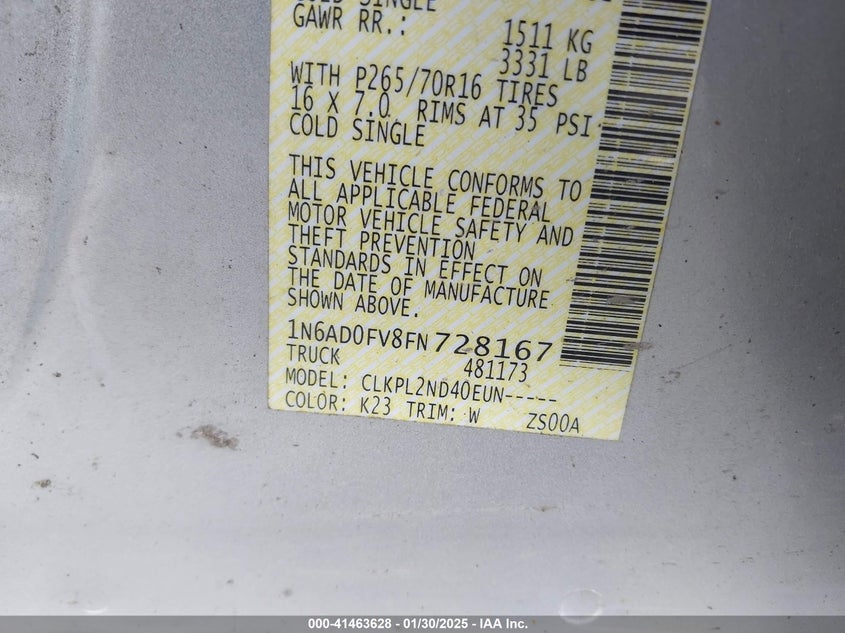 COLD SINGLE
GAWR RR.: 1511 KG
3331 LB
WITH P265/70R16 TIRES
16 X 7.0 RIMS AT 35 PSI
COLD SINGLE
THIS VEHICLE CONFORMS TO
ALL APPLICABLE FEDERAL
MOTOR VEHICLE SAFETY AND
THEFT PREVENTION
STANDARDS IN EFFECT ON
THE DATE OF MANUFACTURE
SHOWN ABOVE.
1N6AD0FV8FN728167
TRUCK 481173
MODEL: CLKPL2ND40EUN-----
COLOR: K23 TRIM: W ZS00A
000-41463628 - 01/30/2025 - IAA Inc.